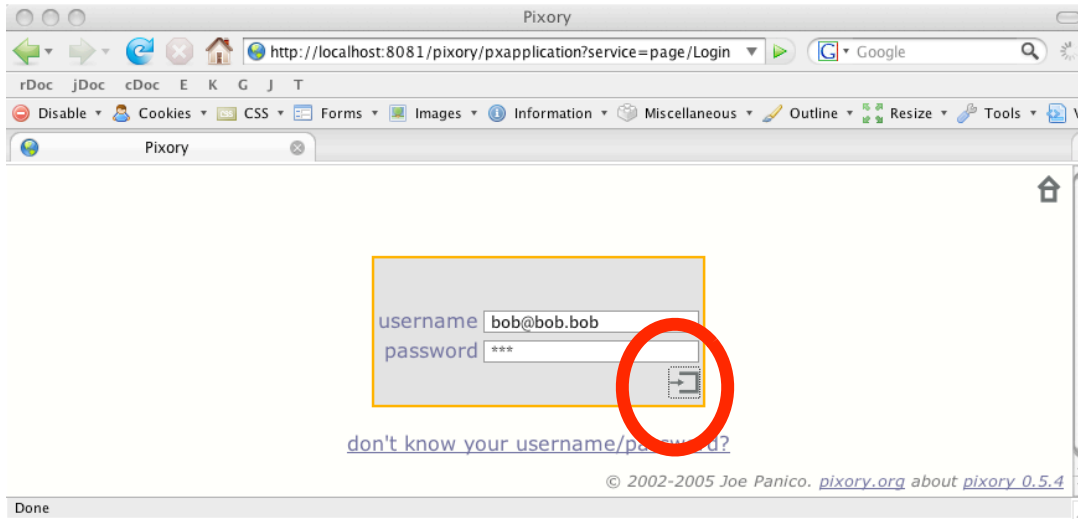 Pixory
http://localhost:8081/pixory/pxapplication?service=page/Login G Google
rDoc jDoc cDoc E K G J T
Disable Cookies CSS Forms Images Information Miscellaneous Outline Resize Tools
Pixory
username bob@bob.bob
password ***
don't know your username/password?
© 2002-2005 Joe Panico. pixory.org about pixory 0.5.4
Done